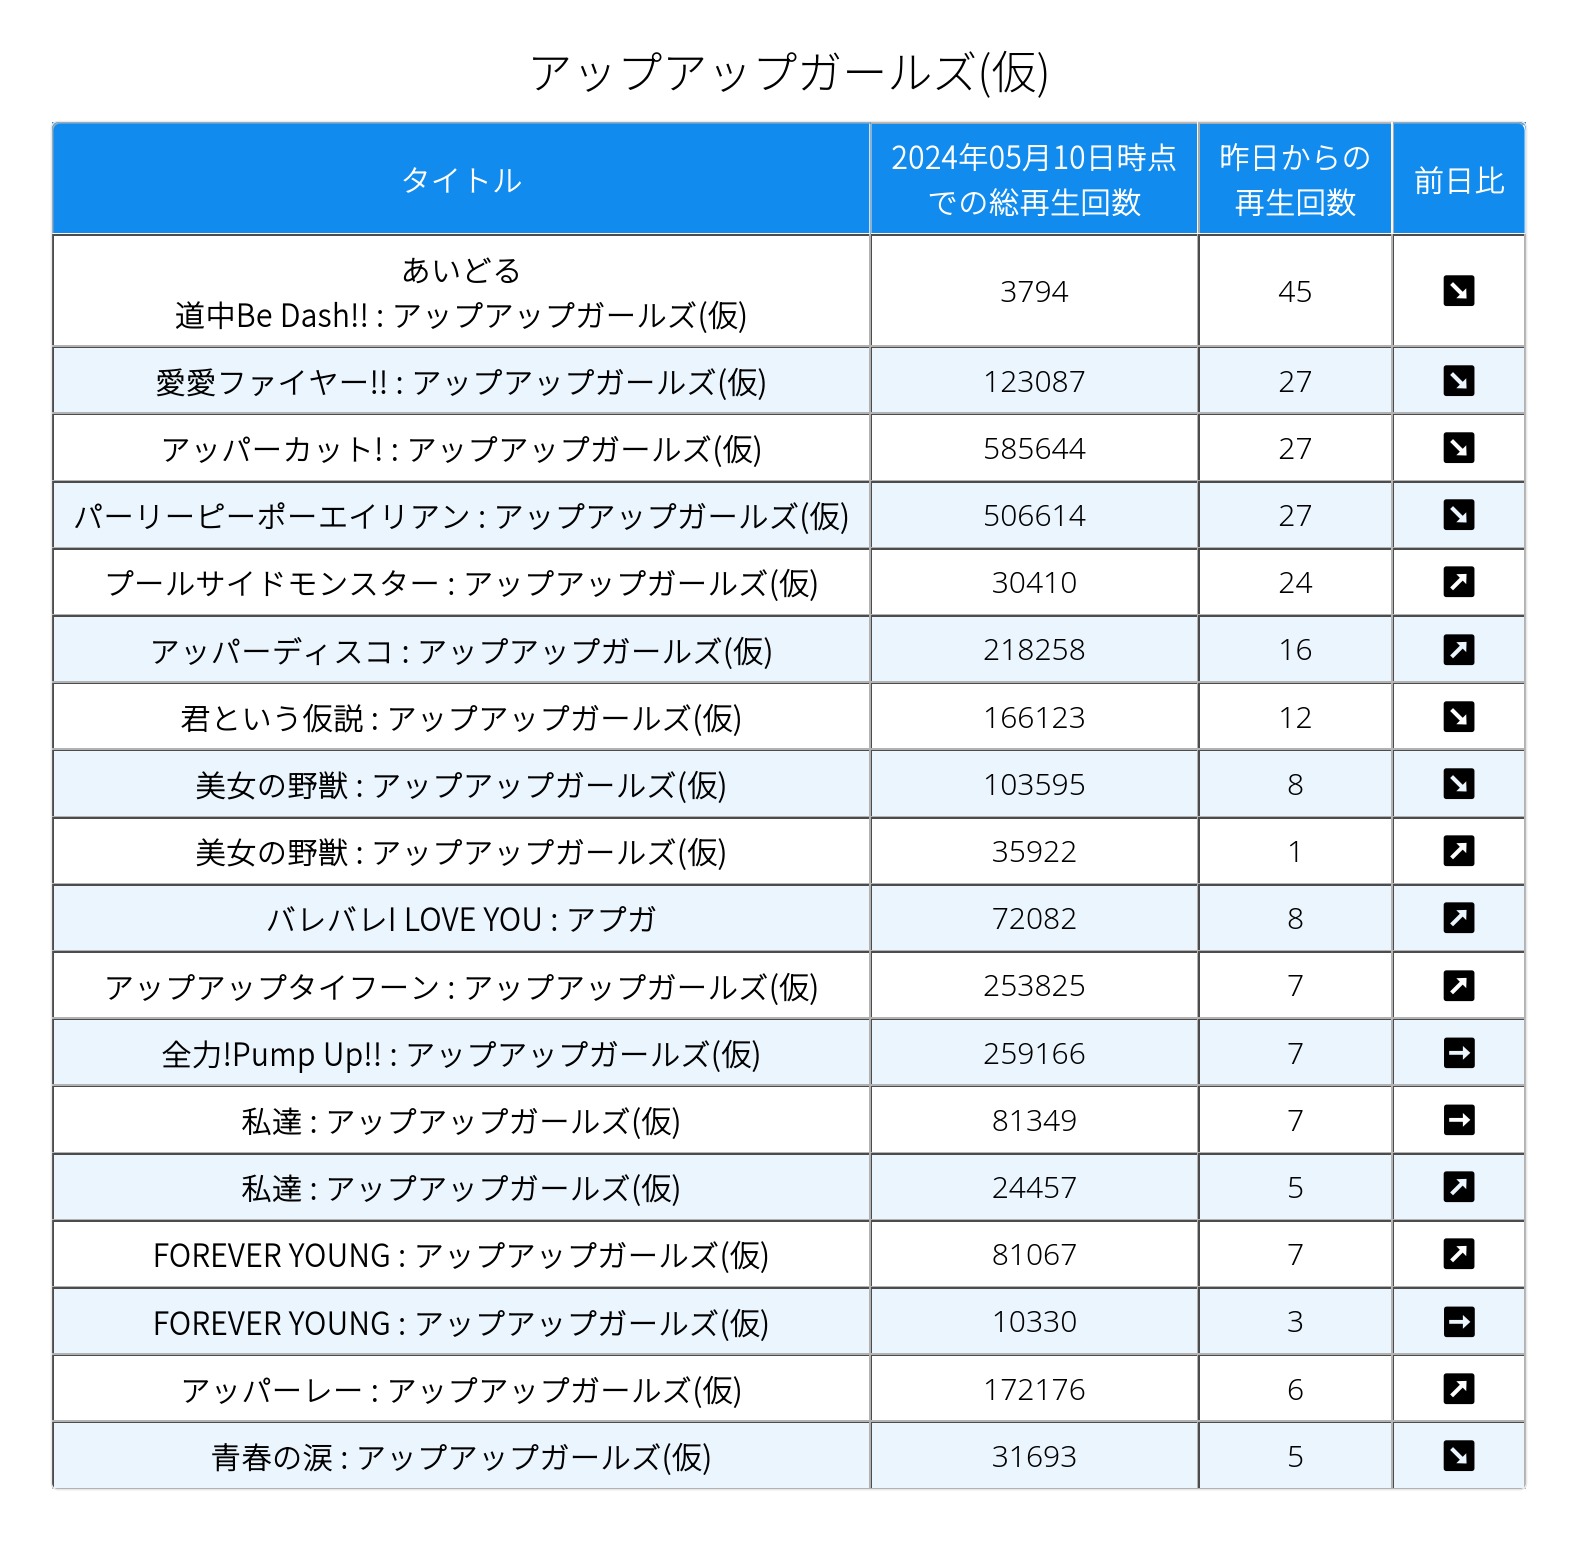 アップアップガールズ(仮)
タイトル
2024年05月10日時点
での総再生回数
昨日からの
再生回数
前日比
あいどる
道中Be Dash!! : アップアップガールズ(仮)
3794
45
愛愛ファイヤー!! : アップアップガールズ(仮)
123087
27
アッパーカット! : アップアップガールズ(仮)
585644
27
パーリーピーポーエイリアン : アップアップガールズ(仮)
506614
27
プールサイドモンスター : アップアップガールズ(仮)
30410
24
アッパーディスコ : アップアップガールズ(仮)
218258
16
君という仮説 : アップアップガールズ(仮)
166123
12
美女の野獣 : アップアップガールズ(仮)
103595
8
美女の野獣 : アップアップガールズ(仮)
35922
1
バレバレI LOVE YOU : アプガ
72082
8
アップアップタイフーン : アップアップガールズ(仮)
253825
7
全力!Pump Up!! : アップアップガールズ(仮)
259166
7
私達 : アップアップガールズ(仮)
81349
7
私達 : アップアップガールズ(仮)
24457
5
FOREVER YOUNG : アップアップガールズ(仮)
81067
7
FOREVER YOUNG : アップアップガールズ(仮)
10330
3
アッパーレー : アップアップガールズ(仮)
172176
6
青春の涙 : アップアップガールズ(仮)
31693
5